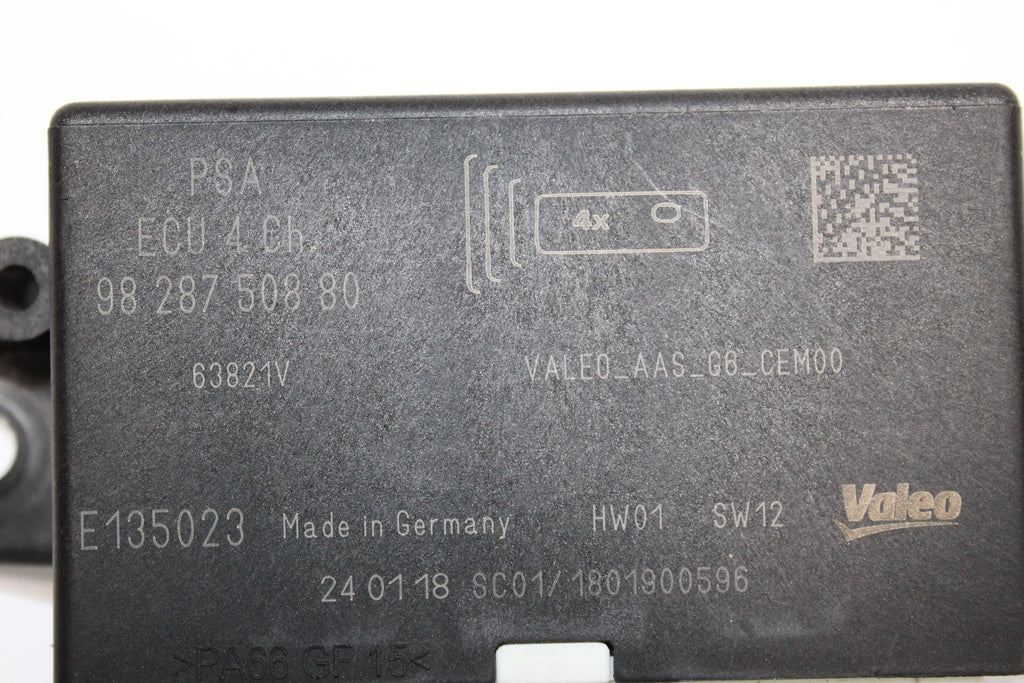 PSA
ECU 4 Ch.
98 287 508 80
4x
63821V
VALEO_AAS_G6_CEM00
E135023 Made in Germany HW01 SW12 Valeo
24 01 18 SC01/1801900596
>PA66 GF 15<